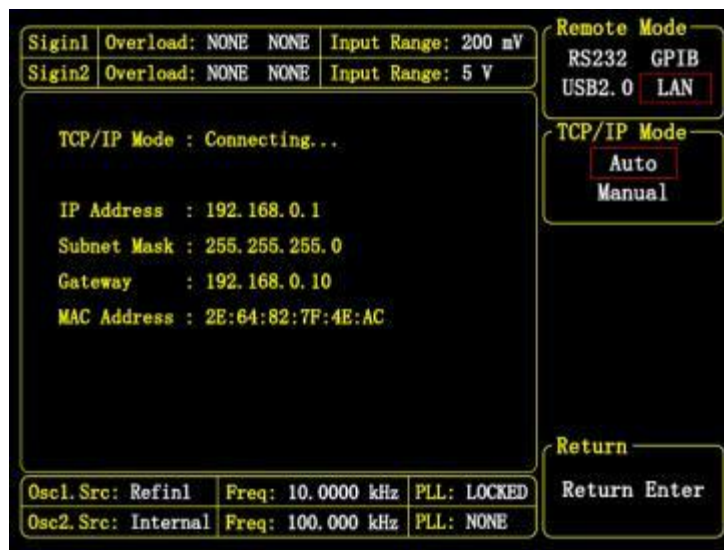 Sigin1 Overload: NONE NONE Input Range: 200 mV
Sigin2 Overload: NONE NONE Input Range: 5 V
TCP/IP Mode : Connecting...
IP Address : 192.168.0.1
Subnet Mask : 255.255.255.0
Gateway : 192.168.0.10
MAC Address : 2E:64:82:7F:4E:AC
Osc1.Src: Refin1 Freq: 10.0000 kHz PLL: LOCKED
Osc2.Src: Internal Freq: 100.000 kHz PLL: NONE
Remote Mode
RS232 GPIB
USB2.0 LAN
TCP/IP Mode
Auto
Manual
Return
Return Enter